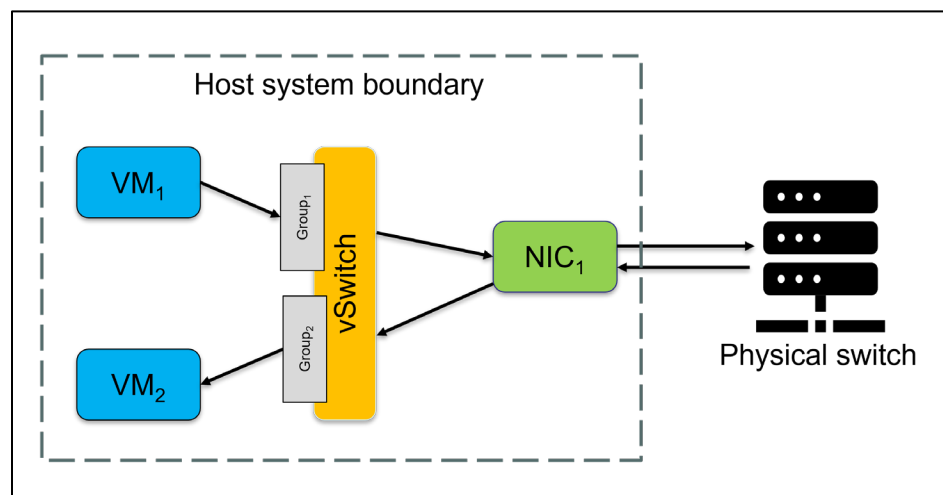 Host system boundary
VM₁
Group₁
vSwitch
NIC₁
Group₂
VM₂
Physical switch